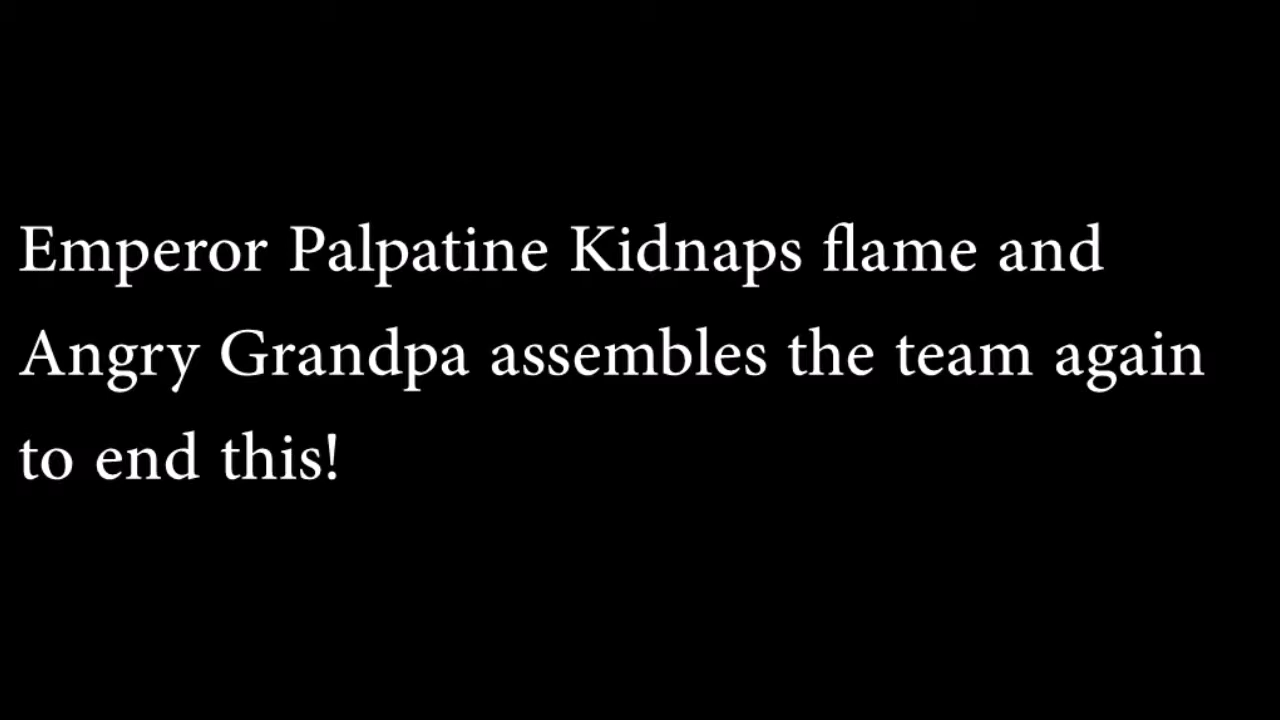 Emperor Palpatine Kidnaps flame and
Angry Grandpa assembles the team again
to end this!